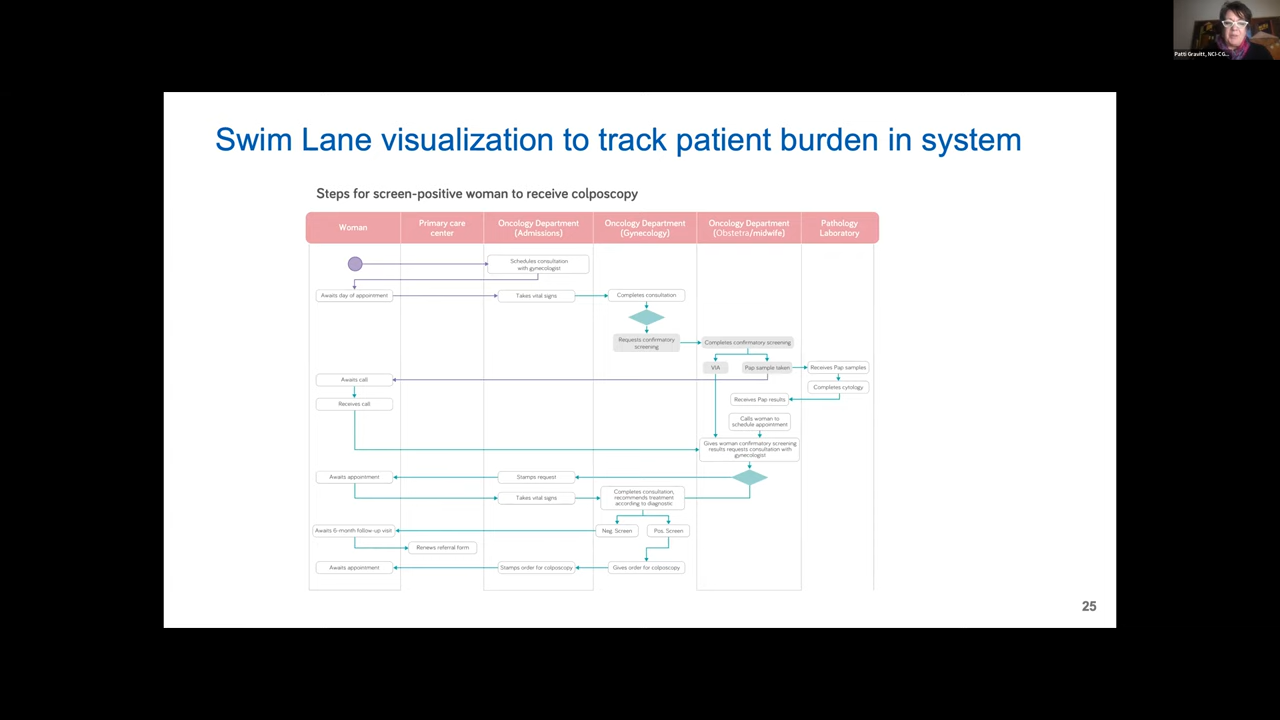 Patti Gravitt, NCI-CG...
Swim Lane visualization to track patient burden in system
Steps for screen-positive woman to receive colposcopy
Woman
Primary care
center
Oncology Department
(Admissions)
Oncology Department
(Gynecology)
Oncology Department
(Obstetra/midwife)
Pathology
Laboratory
Schedules consultation
with gynecologist
Awaits day of appointment
Takes vital signs
Completes consultation
Requests confirmatory
screening
Completes confirmatory screening
VIA
Pap sample taken
Receives Pap samples
Awaits call
Completes cytology
Receives call
Receives Pap results
Calls woman to
schedule appointment
Gives woman confirmatory screening
results requests consultation with
gynecologist
Awaits appointment
Stamps request
Takes vital signs
Completes consultation,
recommends treatment
according to diagnostic
Awaits 6-month follow-up visit
Neg. Screen
Pos. Screen
Renews referral form
Awaits appointment
Stamps order for colposcopy
Gives order for colposcopy
25